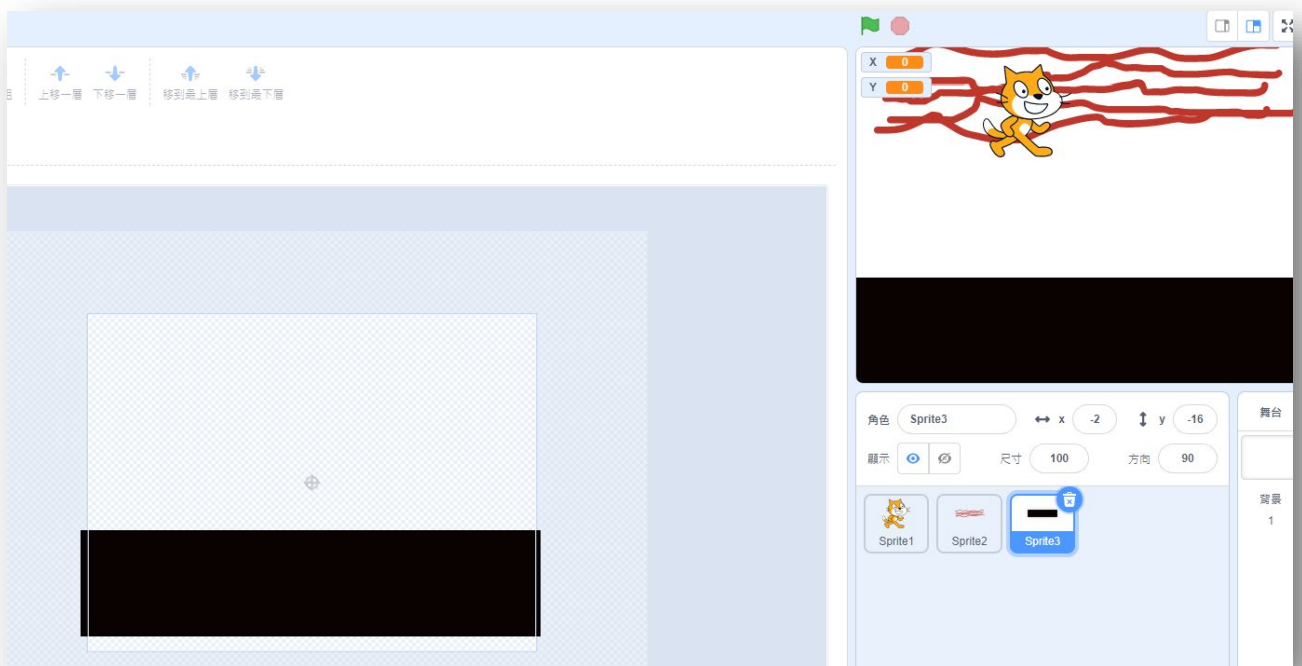 X 0
Y 0
上移一層 下移一層 移到最上層 移到最下層
角色 Sprite3 x -2 y -16
顯示 尺寸 100 方向 90
Sprite1 Sprite2 Sprite3
舞台
背景
1